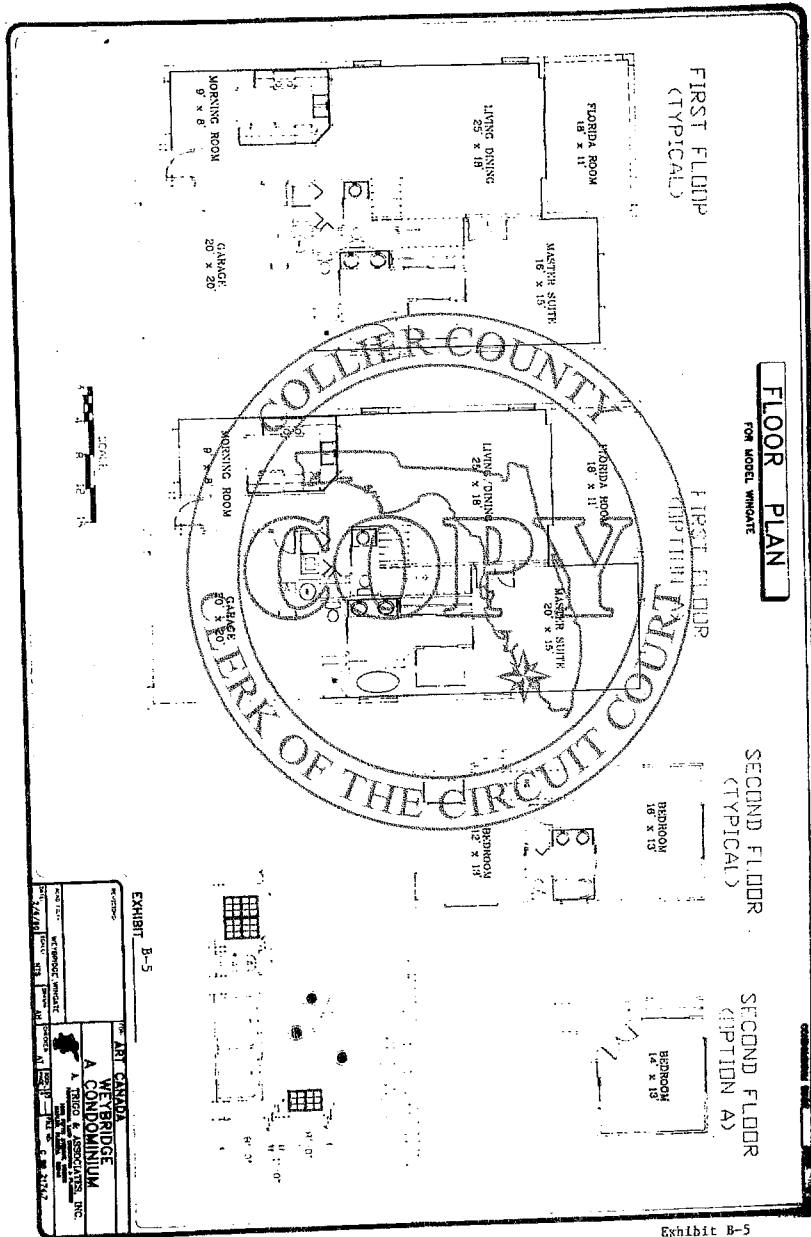 FLOOR PLAN
FOR MODEL WINGATE
FIRST FLOOR
(TYPICAL)
FLORIDA ROOM
18' x 11'
LIVING DINING
25' x 18'
MASTER SUITE
16' x 15'
MORNING ROOM
9' x 8'
GARAGE
20' x 20'
FIRST FLOOR
FLORIDA ROOM
18' x 11'
LIVING/DINING
25' x 18'
MASTER SUITE
20' x 15'
MORNING ROOM
9' x 8'
GARAGE
20' x 20'
SCALE
SECOND FLOOR
(TYPICAL)
BEDROOM
16' x 13'
BEDROOM
12' x 13'
SECOND FLOOR
(OPTION A)
BEDROOM
14' x 13'
COLLIER COUNTY
COPY
CLERK OF THE CIRCUIT COURT
EXHIBIT B-5
ART CANADA
WEYBRIDGE
A CONDOMINIUM
A. TRIGO & ASSOCIATES, INC.
WEYBRIDGE/WINGATE
NTS
Exhibit B-5